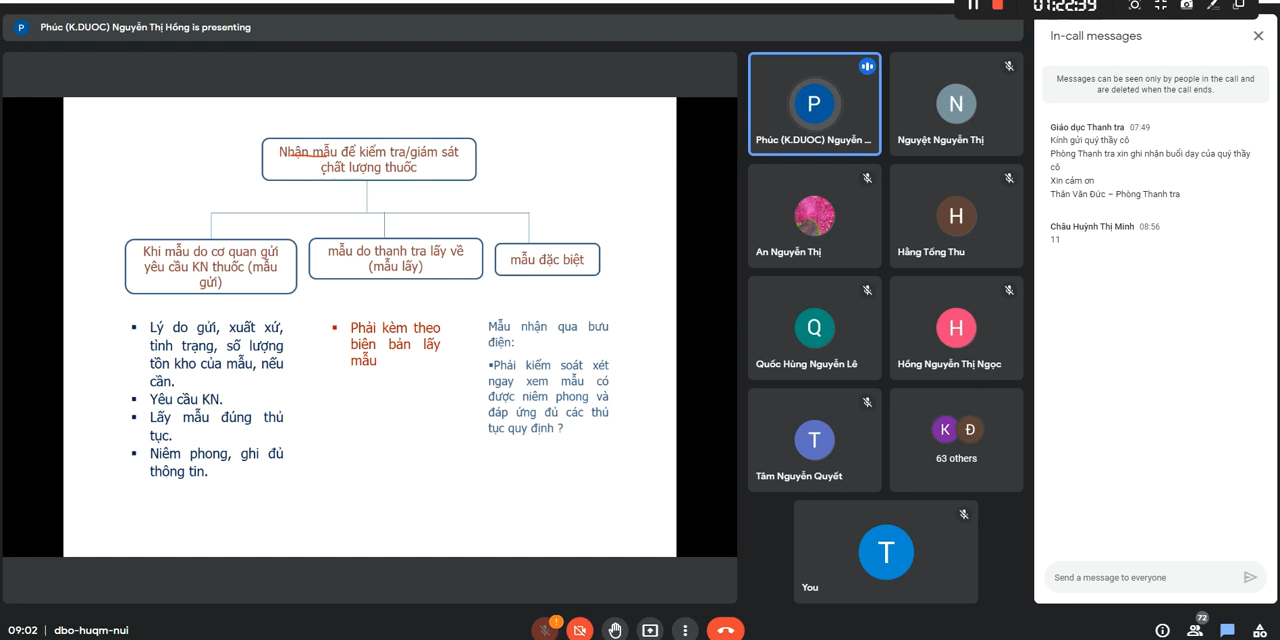 01:22:39
P Phúc (K.DUOC) Nguyễn Thị Hồng is presenting
Nhận mẫu để kiểm tra/giám sát
chất lượng thuốc
Khi mẫu do cơ quan gửi
yêu cầu KN thuốc (mẫu
gửi)
mẫu do thanh tra lấy về
(mẫu lấy)
mẫu đặc biệt
▪ Lý do gửi, xuất xứ,
tình trạng, số lượng
tồn kho của mẫu, nếu
cần.
▪ Yêu cầu KN.
▪ Lấy mẫu đúng thủ
tục.
▪ Niêm phong, ghi đủ
thông tin.
▪ Phải kèm theo
biên bản lấy
mẫu
Mẫu nhận qua bưu
điện:
▪Phải kiểm soát xét
ngay xem mẫu có
được niêm phong và
đáp ứng đủ các thủ
tục quy định ?
P
Phúc (K.DUOC) Nguyễn ...
N
Nguyệt Nguyễn Thị
An Nguyễn Thị
H
Hằng Tống Thu
Q
Quốc Hùng Nguyễn Lê
H
Hồng Nguyễn Thị Ngọc
T
Tâm Nguyễn Quyết
K Đ
63 others
T
You
In-call messages
Messages can be seen only by people in the call and
are deleted when the call ends.
Giáo dục Thanh tra 07:49
Kính gửi quý thầy cô
Phòng Thanh tra xin ghi nhận buổi dạy của quý thầy
cô
Xin cảm ơn
Thân Văn Đức – Phòng Thanh tra
Châu Huỳnh Thị Minh 08:56
11
Send a message to everyone
09:02 | dbo-huqm-nui
!
72